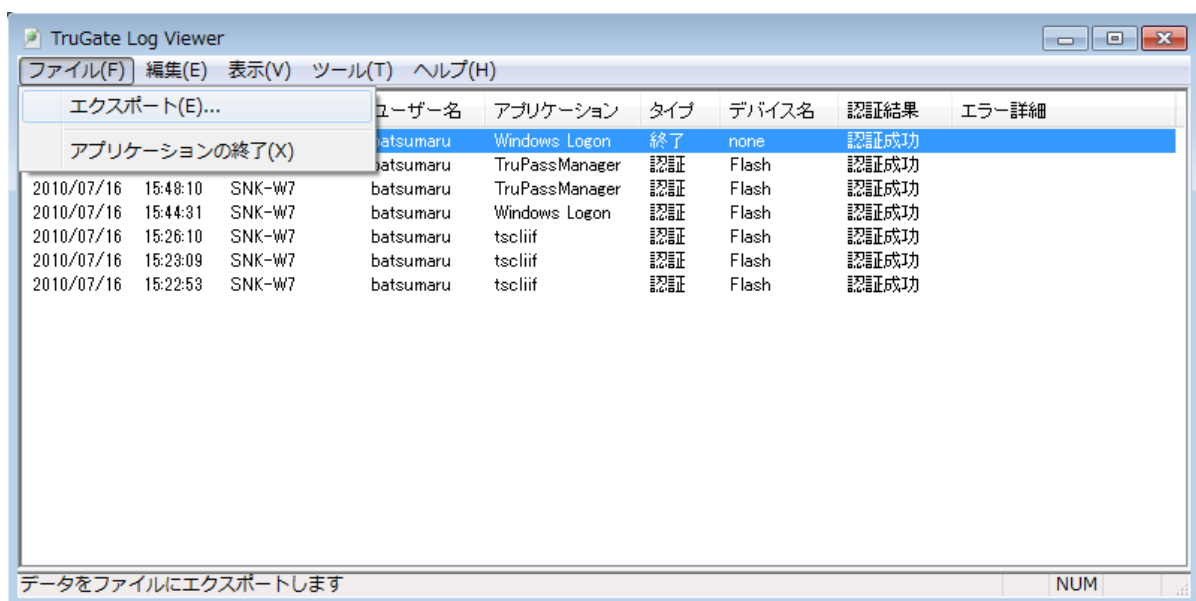 TruGate Log Viewer
ファイル(F) 編集(E) 表示(V) ツール(T) ヘルプ(H)
エクスポート(E)...
アプリケーションの終了(X)
ユーザー名 アプリケーション タイプ デバイス名 認証結果 エラー詳細
batsumaru Windows Logon 終了 none 認証成功
batsumaru TruPassManager 認証 Flash 認証成功
2010/07/16 15:48:10 SNK-W7 batsumaru TruPassManager 認証 Flash 認証成功
2010/07/16 15:44:31 SNK-W7 batsumaru Windows Logon 認証 Flash 認証成功
2010/07/16 15:26:10 SNK-W7 batsumaru tscliif 認証 Flash 認証成功
2010/07/16 15:23:09 SNK-W7 batsumaru tscliif 認証 Flash 認証成功
2010/07/16 15:22:53 SNK-W7 batsumaru tscliif 認証 Flash 認証成功
データをファイルにエクスポートします NUM